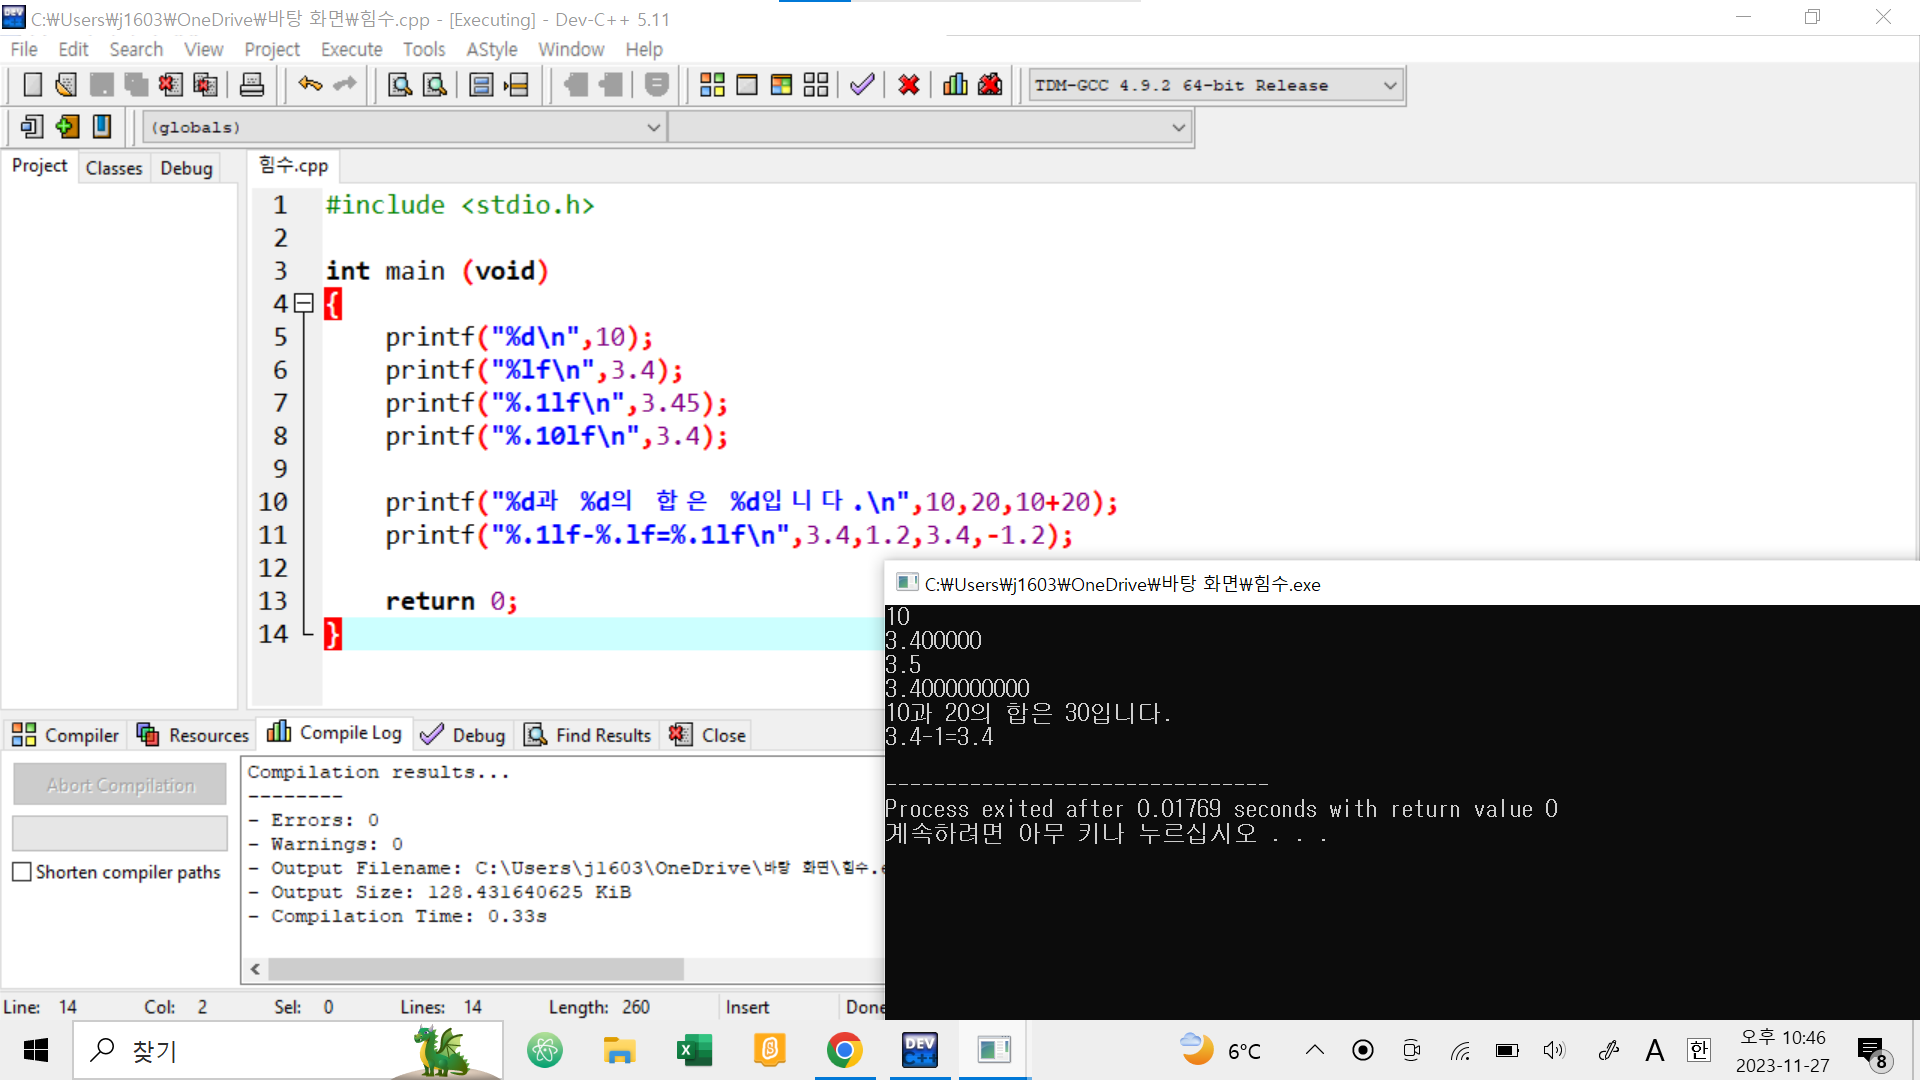 C:₩Users₩j1603₩OneDrive₩바탕 화면₩힘수.cpp - [Executing] - Dev-C++ 5.11
File Edit Search View Project Execute Tools AStyle Window Help
TDM-GCC 4.9.2 64-bit Release
(globals)
Project Classes Debug
힘수.cpp
1 #include <stdio.h>
2
3 int main (void)
4 {
5 printf("%d\n",10);
6 printf("%lf\n",3.4);
7 printf("%.1lf\n",3.45);
8 printf("%.10lf\n",3.4);
9
10 printf("%d과 %d의 합은 %d입니다.\n",10,20,10+20);
11 printf("%.1lf-%.lf=%.1lf\n",3.4,1.2,3.4,-1.2);
12
13 return 0;
14 }
C:₩Users₩j1603₩OneDrive₩바탕 화면₩힘수.exe
10
3.400000
3.5
3.4000000000
10과 20의 합은 30입니다.
3.4-1=3.4
--------------------------------
Process exited after 0.01769 seconds with return value 0
계속하려면 아무 키나 누르십시오 . . .
Compiler Resources Compile Log Debug Find Results Close
Abort Compilation
Shorten compiler paths
Compilation results...
--------
- Errors: 0
- Warnings: 0
- Output Filename: C:\Users\j1603\OneDrive\바탕 화면\힘수.e
- Output Size: 128.431640625 KiB
- Compilation Time: 0.33s
Line: 14 Col: 2 Sel: 0 Lines: 14 Length: 260 Insert Done
찾기
DEV C++
6°C
A 한
오후 10:46
2023-11-27
8